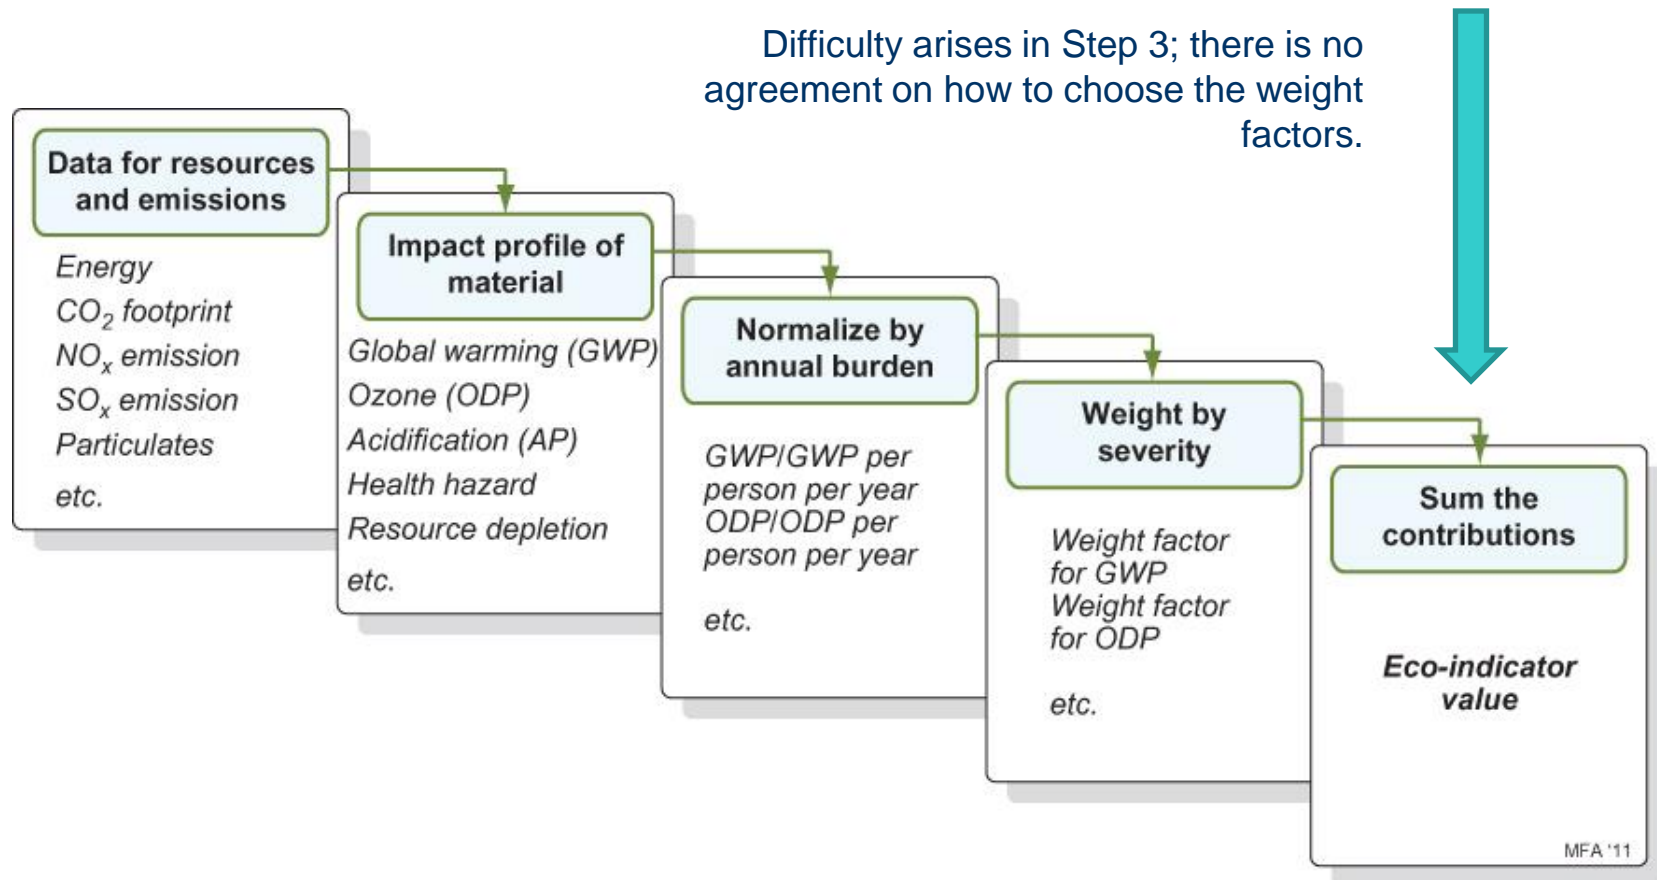 Difficulty arises in Step 3; there is no
agreement on how to choose the weight
factors.
Data for resources
and emissions
Energy
CO₂ footprint
NOₓ emission
SOₓ emission
Particulates
etc.
Impact profile of
material
Global warming (GWP)
Ozone (ODP)
Acidification (AP)
Health hazard
Resource depletion
etc.
Normalize by
annual burden
GWP/GWP per
person per year
ODP/ODP per
person per year
etc.
Weight by
severity
Weight factor
for GWP
Weight factor
for ODP
etc.
Sum the
contributions
Eco-indicator
value
MFA '11